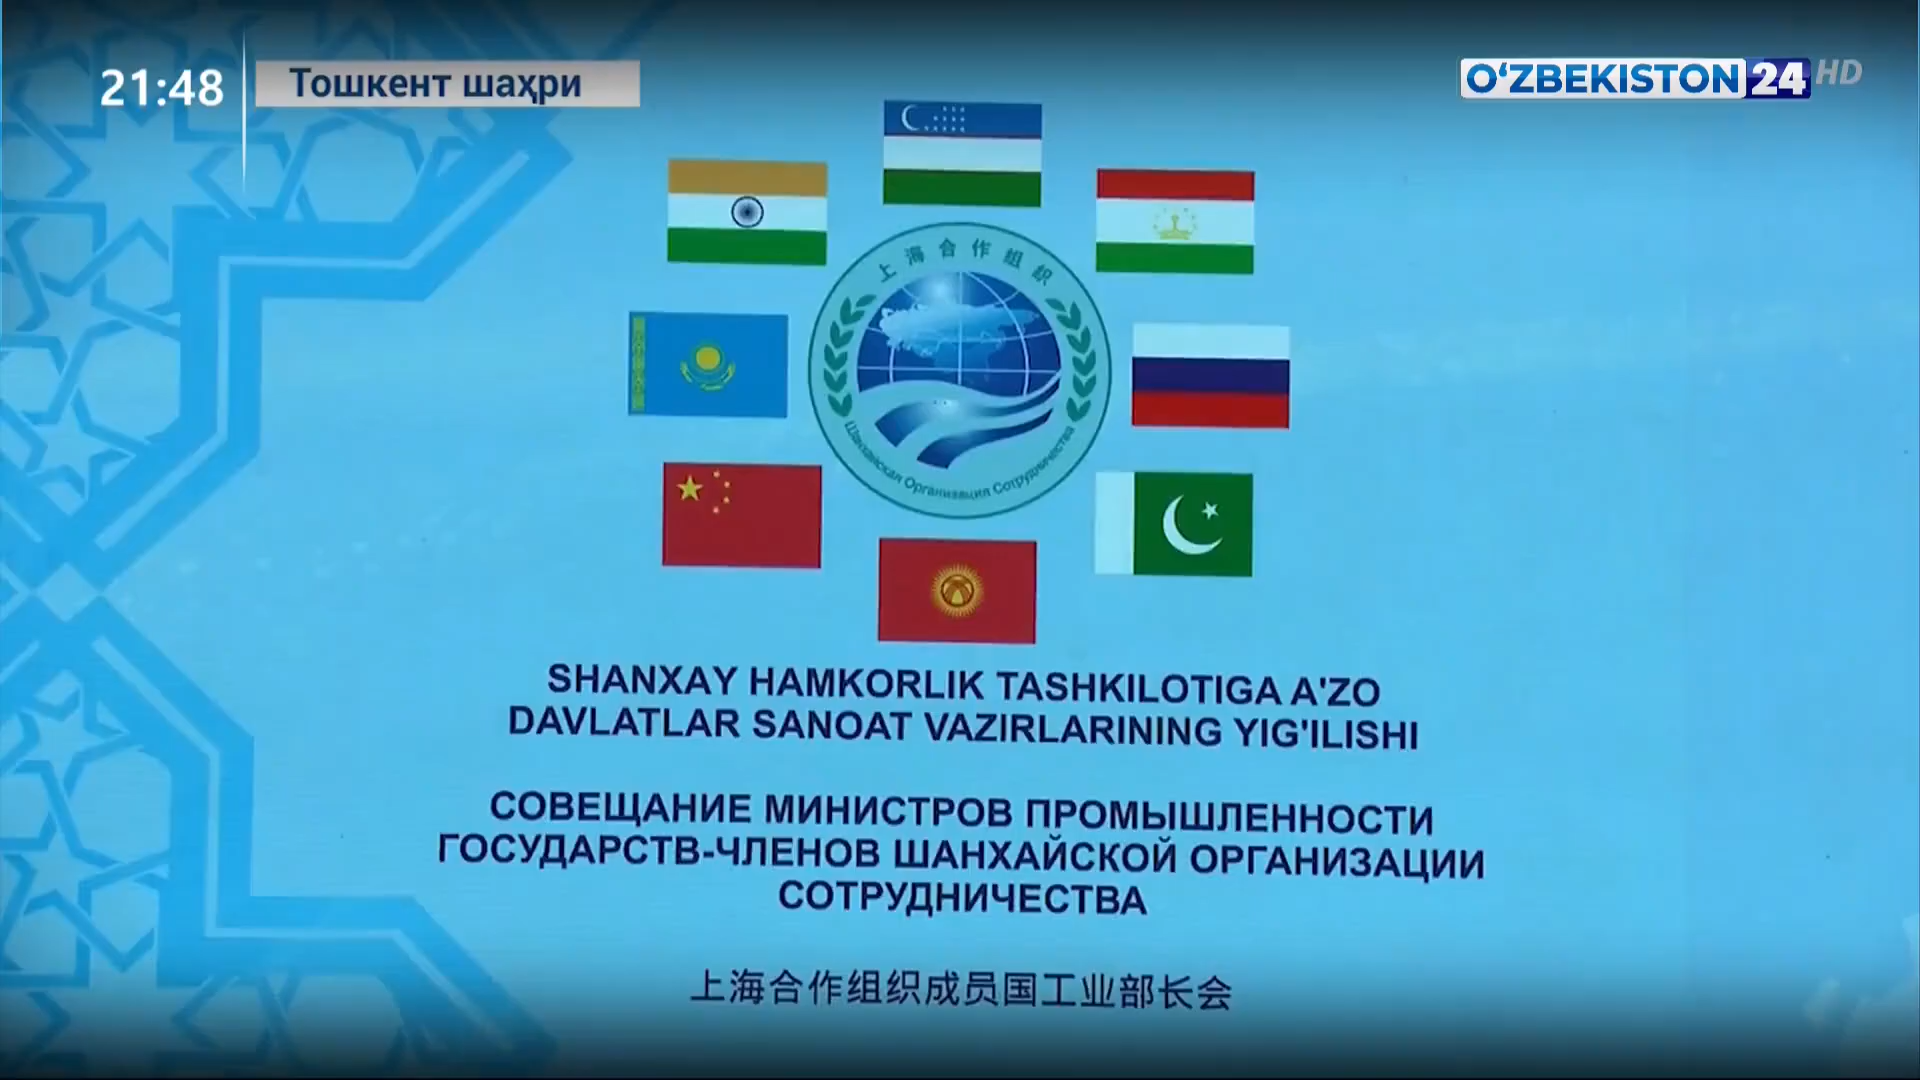 21:48
Тошкент шаҳри
O‘ZBEKISTON 24 HD
上海合作组织
Шанхайская Организация Сотрудничества
SHANXAY HAMKORLIK TASHKILOTIGA A'ZO
DAVLATLAR SANOAT VAZIRLARINING YIG'ILISHI
СОВЕЩАНИЕ МИНИСТРОВ ПРОМЫШЛЕННОСТИ
ГОСУДАРСТВ-ЧЛЕНОВ ШАНХАЙСКОЙ ОРГАНИЗАЦИИ
СОТРУДНИЧЕСТВА
上海合作组织成员国工业部长会